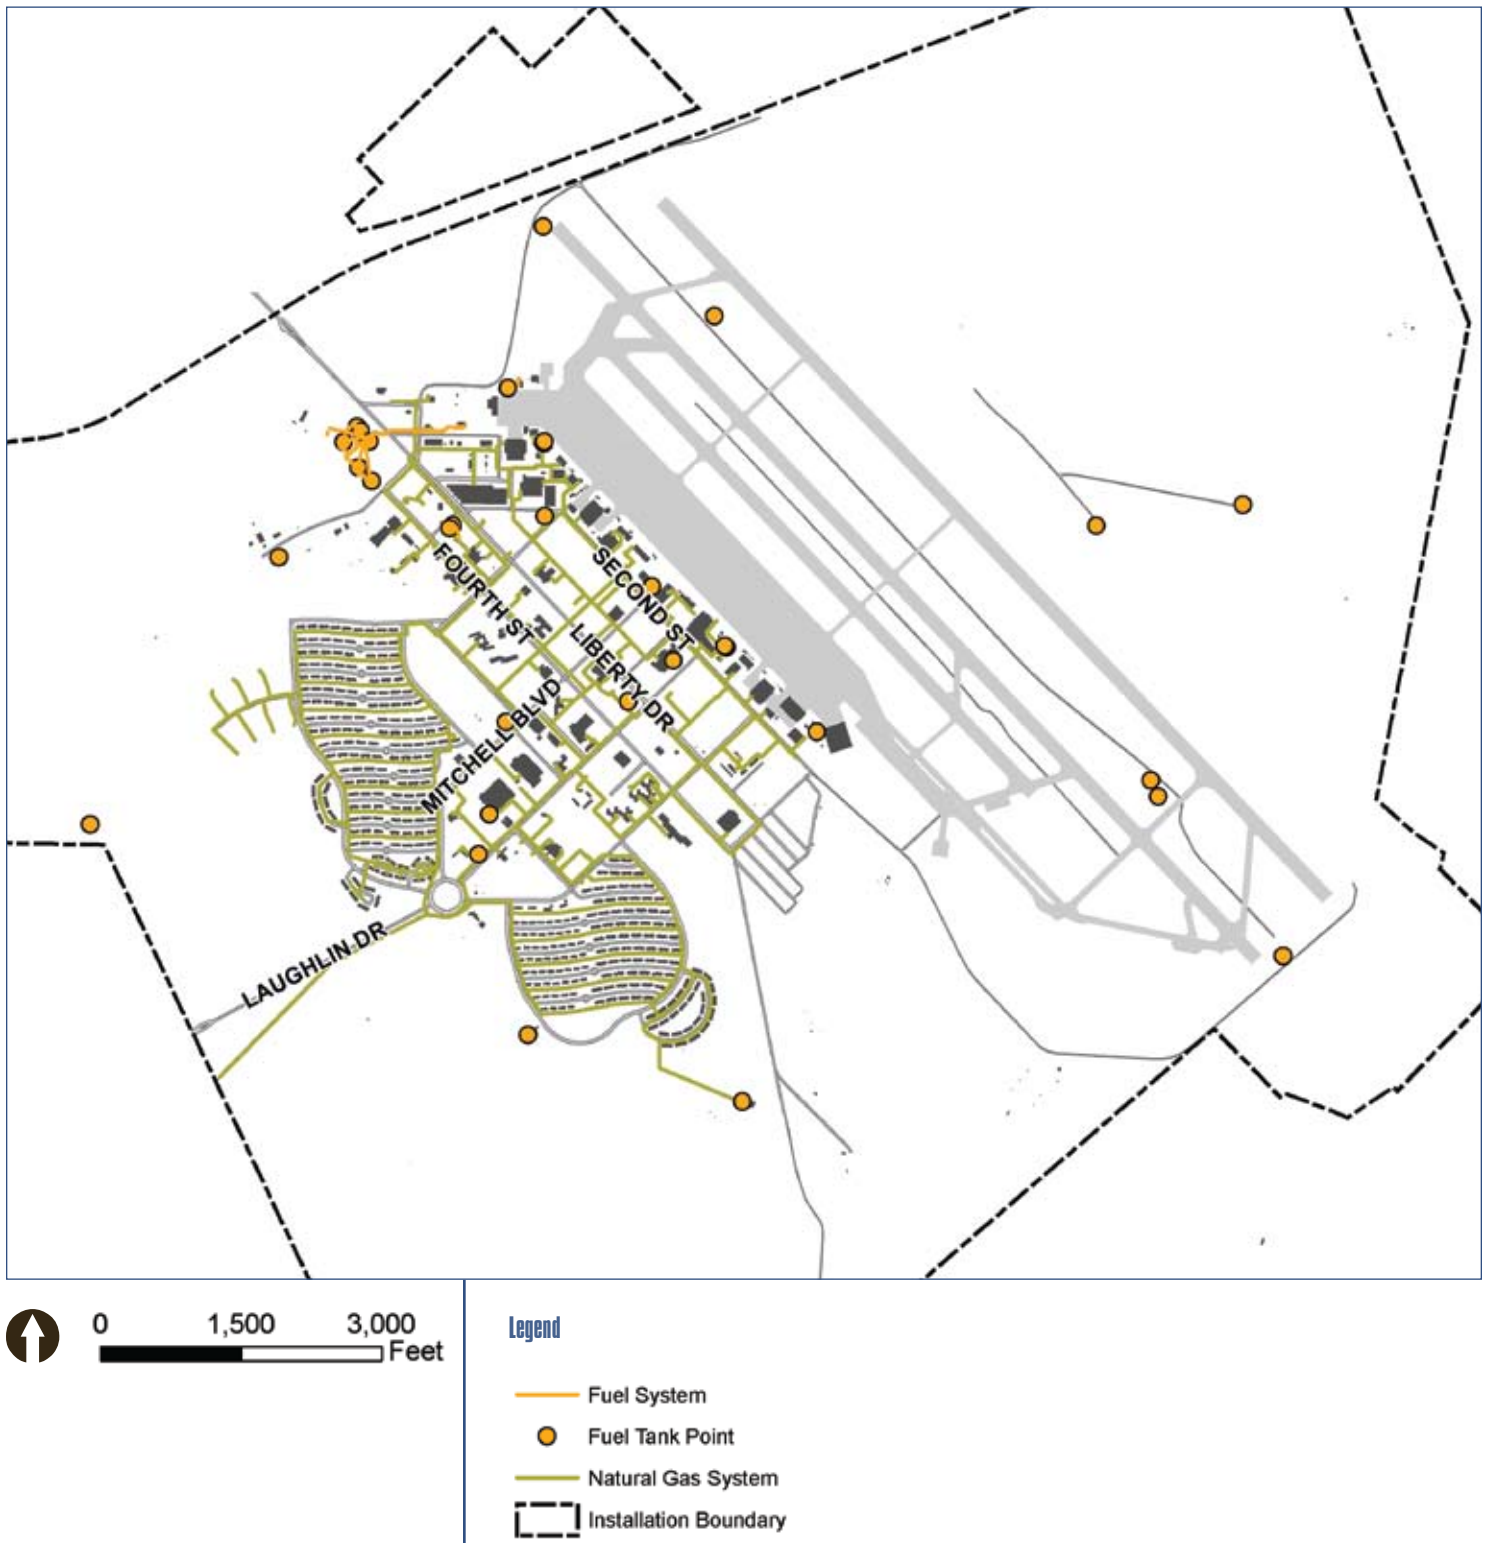 SECOND ST
FOURTH ST
LIBERTY DR
MITCHELL BLVD
LAUGHLIN DR
0 1,500 3,000
Feet
Legend
Fuel System
Fuel Tank Point
Natural Gas System
Installation Boundary